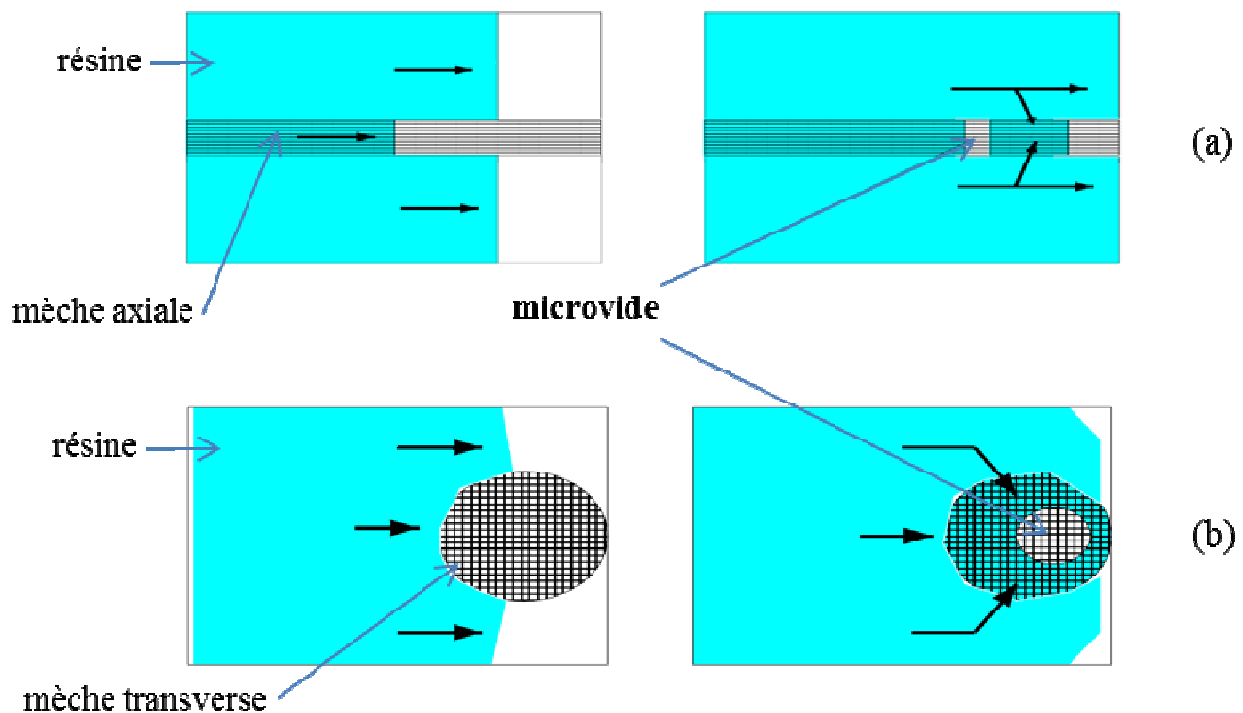 résine
(a)
mèche axiale
microvide
résine
(b)
mèche transverse